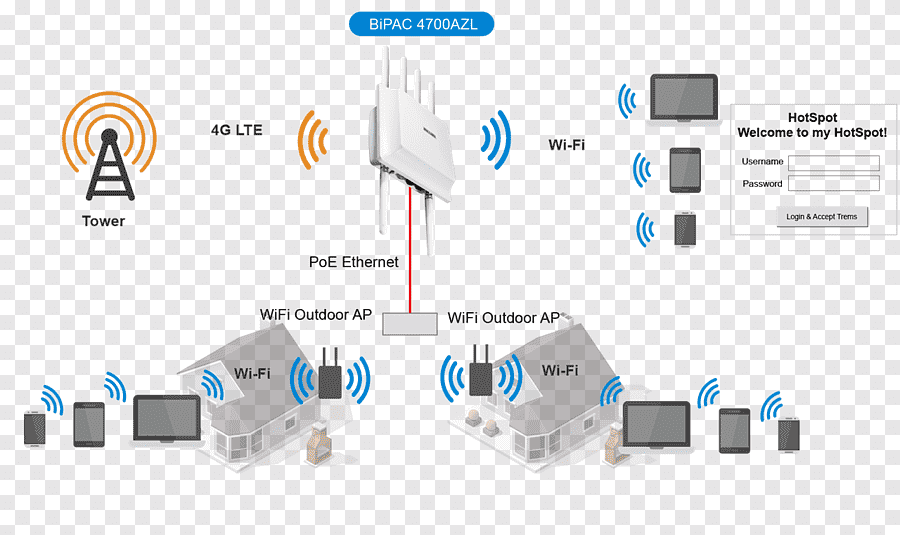 BiPAC 4700AZL
4G LTE
Tower
Wi-Fi
HotSpot
Welcome to my HotSpot!
Username
Password
Login & Accept Trems
PoE Ethernet
WiFi Outdoor AP
WiFi Outdoor AP
Wi-Fi
Wi-Fi